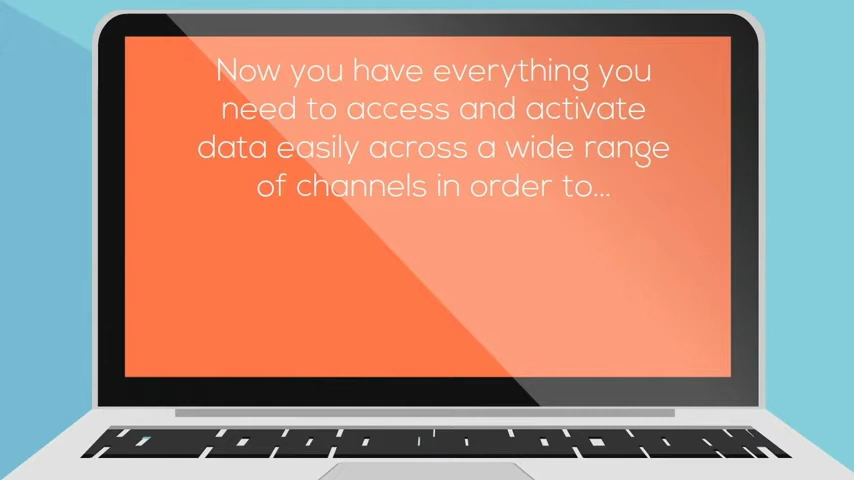 Now you have everything you
need to access and activate
data easily across a wide range
of channels in order to...